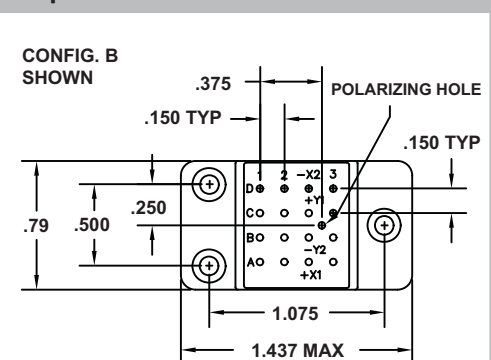 CONFIG. B
SHOWN
.375
POLARIZING HOLE
.150 TYP
.150 TYP
1 2 -X2 3
D
+Y1
C
.250
.79
.500
B
-Y2
A
+X1
1.075
1.437 MAX